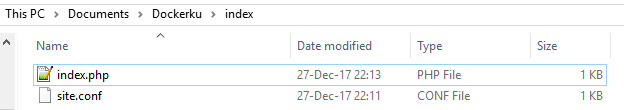 This PC > Documents > Dockerku > index
Name Date modified Type Size
index.php 27-Dec-17 22:13 PHP File 1 KB
site.conf 27-Dec-17 22:11 CONF File 1 KB